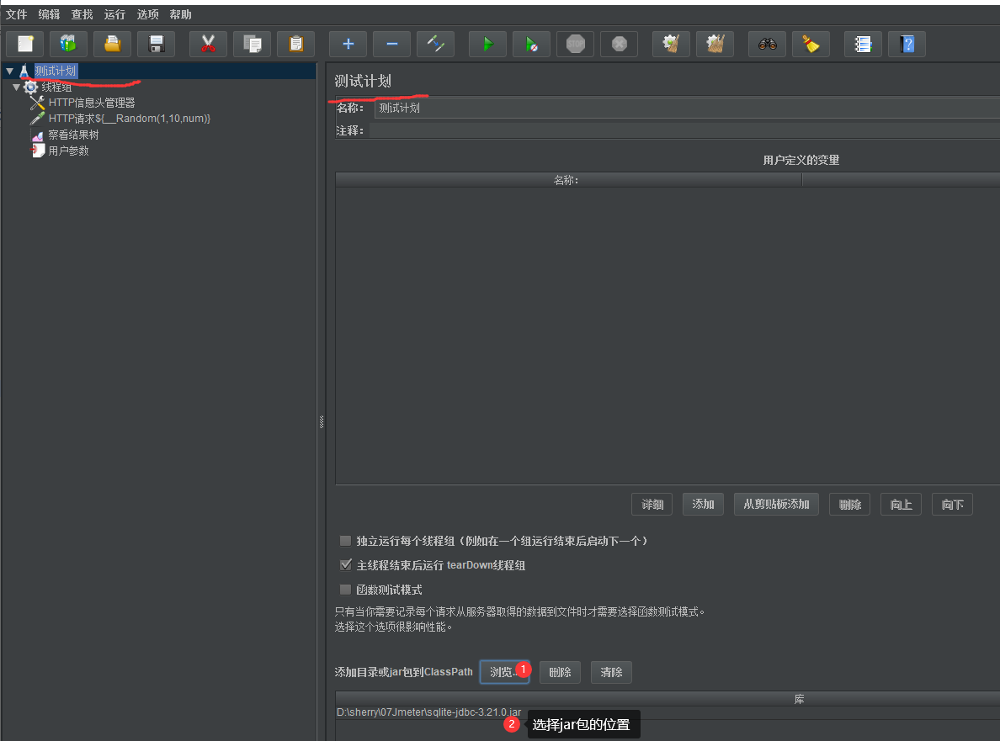 文件 编辑 查找 运行 选项 帮助
测试计划
线程组
HTTP信息头管理器
HTTP请求${__Random(1,10,num)}
察看结果树
用户参数
测试计划
名称： 测试计划
注释：
用户定义的变量
名称：
详细 添加 从剪贴板添加 删除 向上 向下
独立运行每个线程组（例如在一个组运行结束后启动下一个）
主线程结束后运行 tearDown线程组
函数测试模式
只有当你需要记录每个请求从服务器取得的数据到文件时才需要选择函数测试模式。
选择这个选项很影响性能。
添加目录或jar包到ClassPath 浏览... 1 删除 清除
库
D:\sherry\07Jmeter\sqlite-jdbc-3.21.0.jar
2 选择jar包的位置